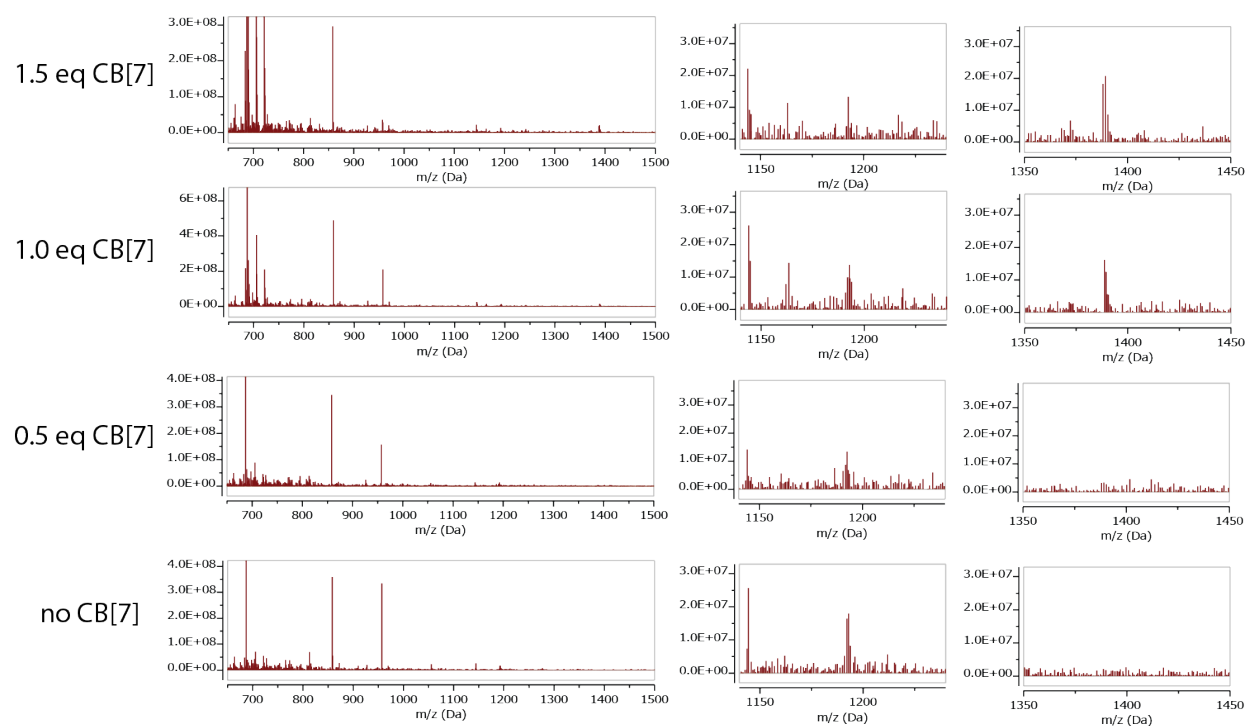 1.5 eq CB[7]
3.0E+08
2.0E+08
1.0E+08
0.0E+00
700 800 900 1000 1100 1200 1300 1400 1500
m/z (Da)
3.0E+07
2.0E+07
1.0E+07
0.0E+00
1150 1200
m/z (Da)
3.0E+07
2.0E+07
1.0E+07
0.0E+00
1350 1400 1450
m/z (Da)
1.0 eq CB[7]
6E+08
4E+08
2E+08
0E+00
700 800 900 1000 1100 1200 1300 1400 1500
m/z (Da)
3.0E+07
2.0E+07
1.0E+07
0.0E+00
1150 1200
m/z (Da)
3.0E+07
2.0E+07
1.0E+07
0.0E+00
1350 1400 1450
m/z (Da)
0.5 eq CB[7]
4.0E+08
3.0E+08
2.0E+08
1.0E+08
0.0E+00
700 800 900 1000 1100 1200 1300 1400 1500
m/z (Da)
3.0E+07
2.0E+07
1.0E+07
0.0E+00
1150 1200
m/z (Da)
3.0E+07
2.0E+07
1.0E+07
0.0E+00
1350 1400 1450
m/z (Da)
no CB[7]
4.0E+08
3.0E+08
2.0E+08
1.0E+08
0.0E+00
700 800 900 1000 1100 1200 1300 1400 1500
m/z (Da)
3.0E+07
2.0E+07
1.0E+07
0.0E+00
1150 1200
m/z (Da)
3.0E+07
2.0E+07
1.0E+07
0.0E+00
1350 1400 1450
m/z (Da)